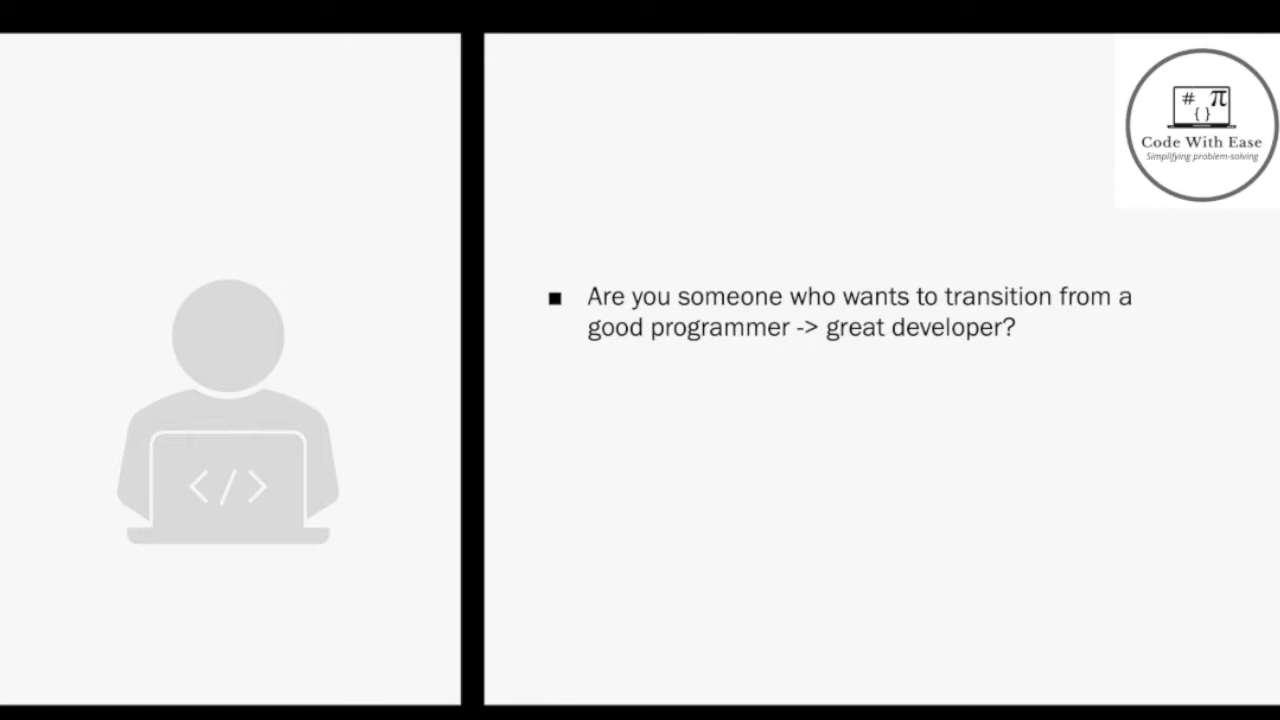 # π
{ }
Code With Ease
Simplifying problem-solving
■ Are you someone who wants to transition from a
good programmer -> great developer?
</>